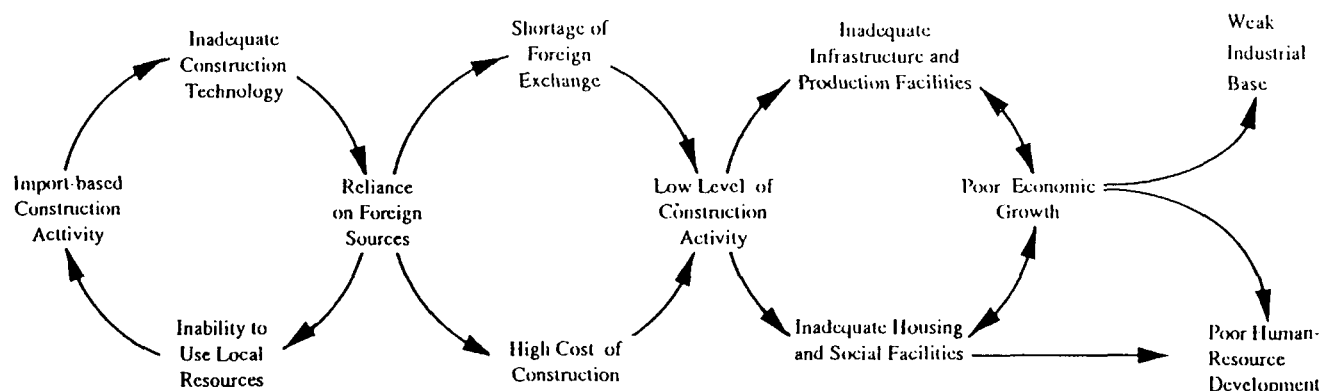 Inadequate
Construction
Technology
Shortage of
Foreign
Exchange
Inadequate
Infrastructure and
Production Facilities
Weak
Industrial
Base
Import-based
Construction
Acttivity
Reliance
on Foreign
Sources
Low Level of
Construction
Activity
Poor Economic
Growth
Inability to
Use Local
Resources
High Cost of
Construction
Inadequate Housing
and Social Facilities
Poor Human-
Resource
Development